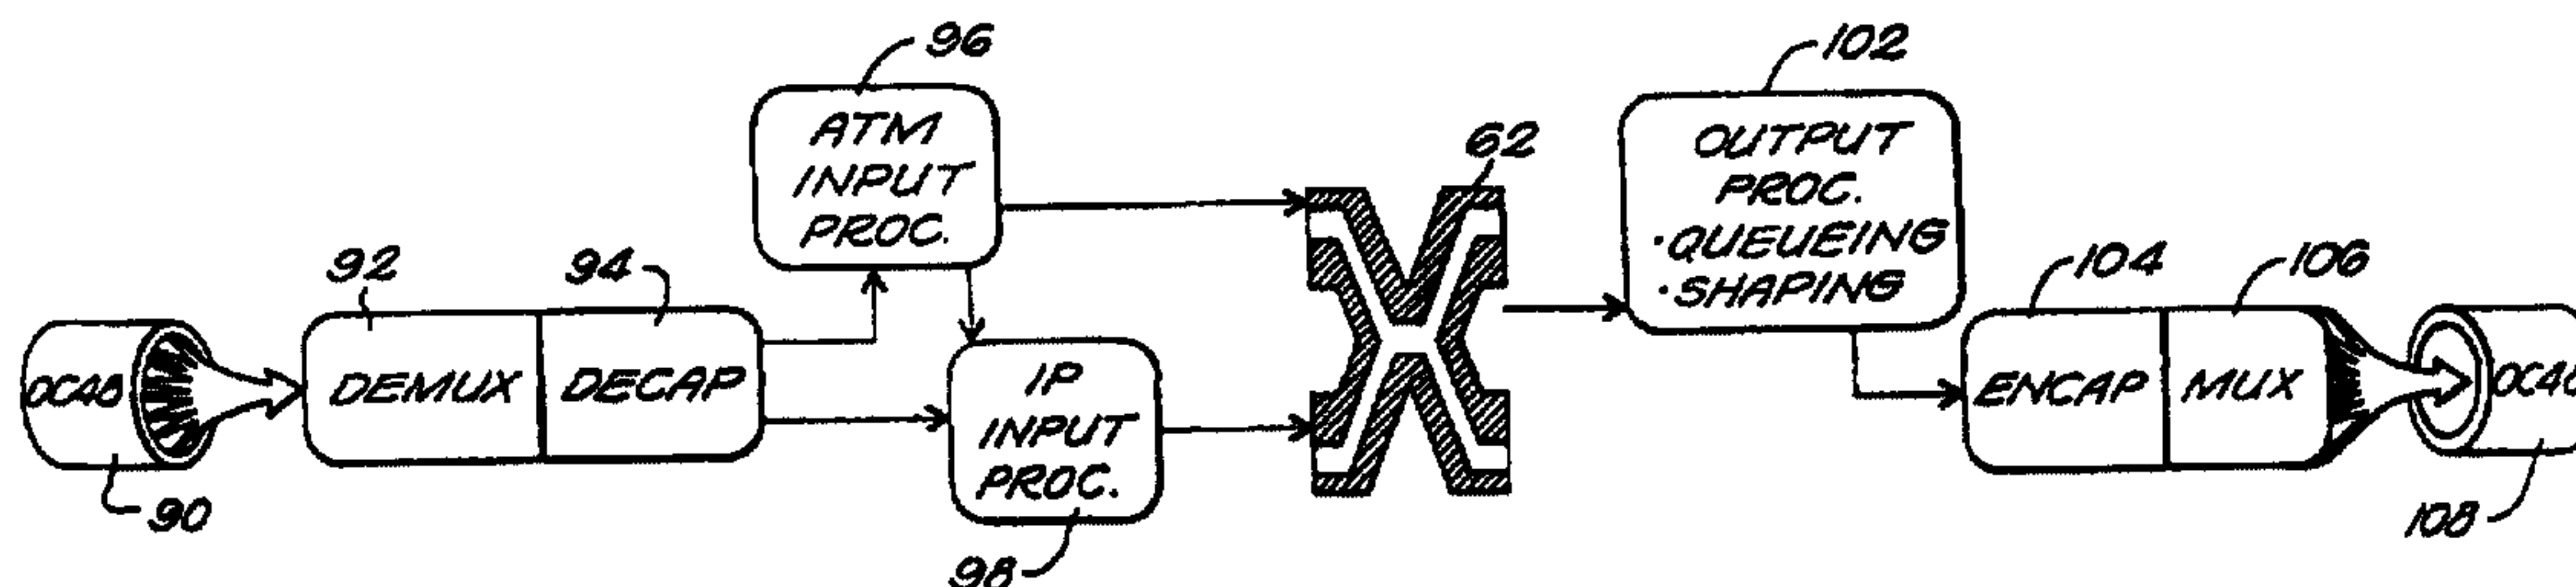 96
ATM
INPUT
PROC.
102
OUTPUT
PROC.
•QUEUEING
•SHAPING
62
92
94
DEMUX
DECAP
OC48
90
IP
INPUT
PROC.
98
104
106
ENCAP
MUX
OC48
108